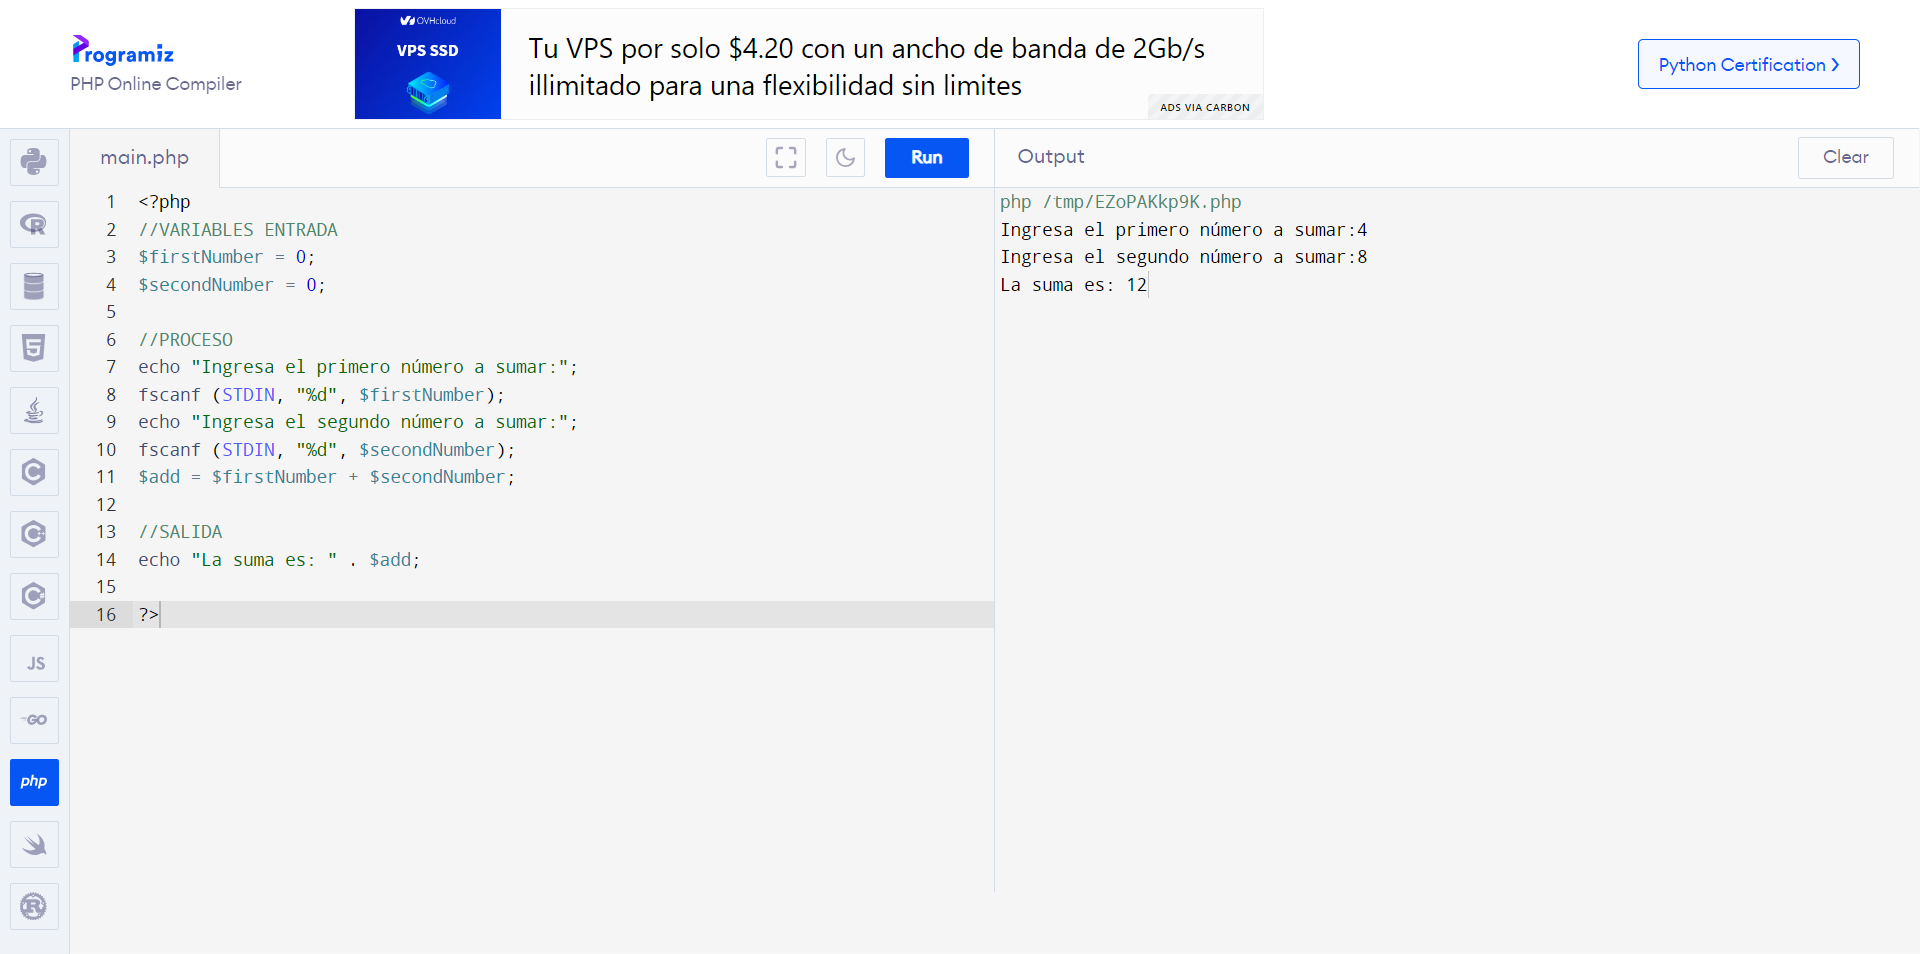 Programiz
PHP Online Compiler
OVHcloud
VPS SSD
Tu VPS por solo $4.20 con un ancho de banda de 2Gb/s
illimitado para una flexibilidad sin limites
ADS VIA CARBON
Python Certification >
main.php
Run
Output
Clear
1 <?php
2 //VARIABLES ENTRADA
3 $firstNumber = 0;
4 $secondNumber = 0;
5
6 //PROCESO
7 echo "Ingresa el primero número a sumar:";
8 fscanf (STDIN, "%d", $firstNumber);
9 echo "Ingresa el segundo número a sumar:";
10 fscanf (STDIN, "%d", $secondNumber);
11 $add = $firstNumber + $secondNumber;
12
13 //SALIDA
14 echo "La suma es: " . $add;
15
16 ?>
php /tmp/EZoPAKkp9K.php
Ingresa el primero número a sumar:4
Ingresa el segundo número a sumar:8
La suma es: 12
R
5
C
C
C
JS
GO
php
R